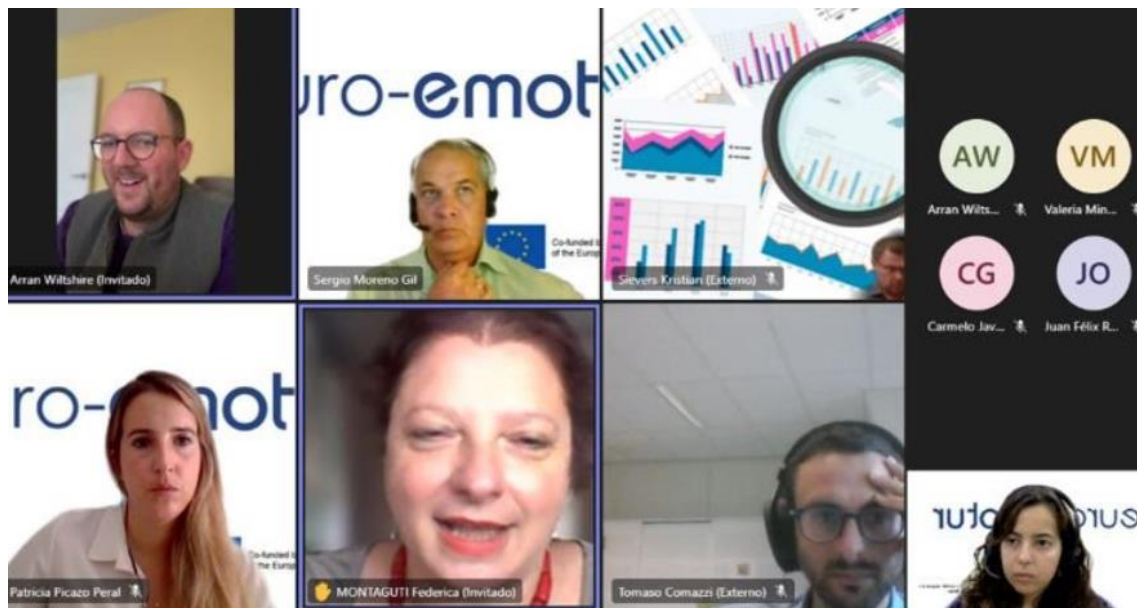 Arran Wiltshire (Invitado)
uro-emot
Sergio Moreno Gil
Co-funded b
of the Europ
Sievers Kristian (Externo)
AW
VM
Arran Wilts...
Valeria Min...
CG
JO
Carmelo Jav...
Juan Félix R...
ro-emot
Patricia Picazo Peral
Co-funded b
of the Europ
MONTAGUTI Federica (Invitado)
Tomaso Comazzi (Externo)